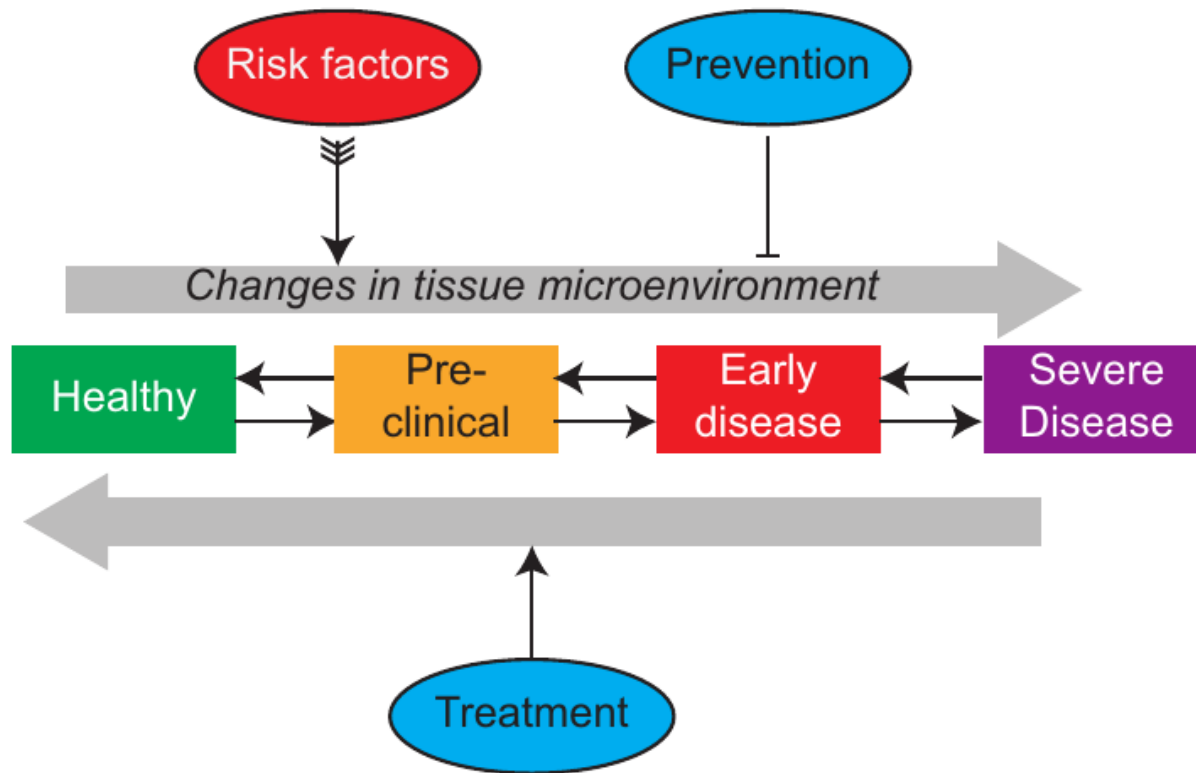 Risk factors
Prevention
Changes in tissue microenvironment
Healthy
Pre-
clinical
Early
disease
Severe
Disease
Treatment